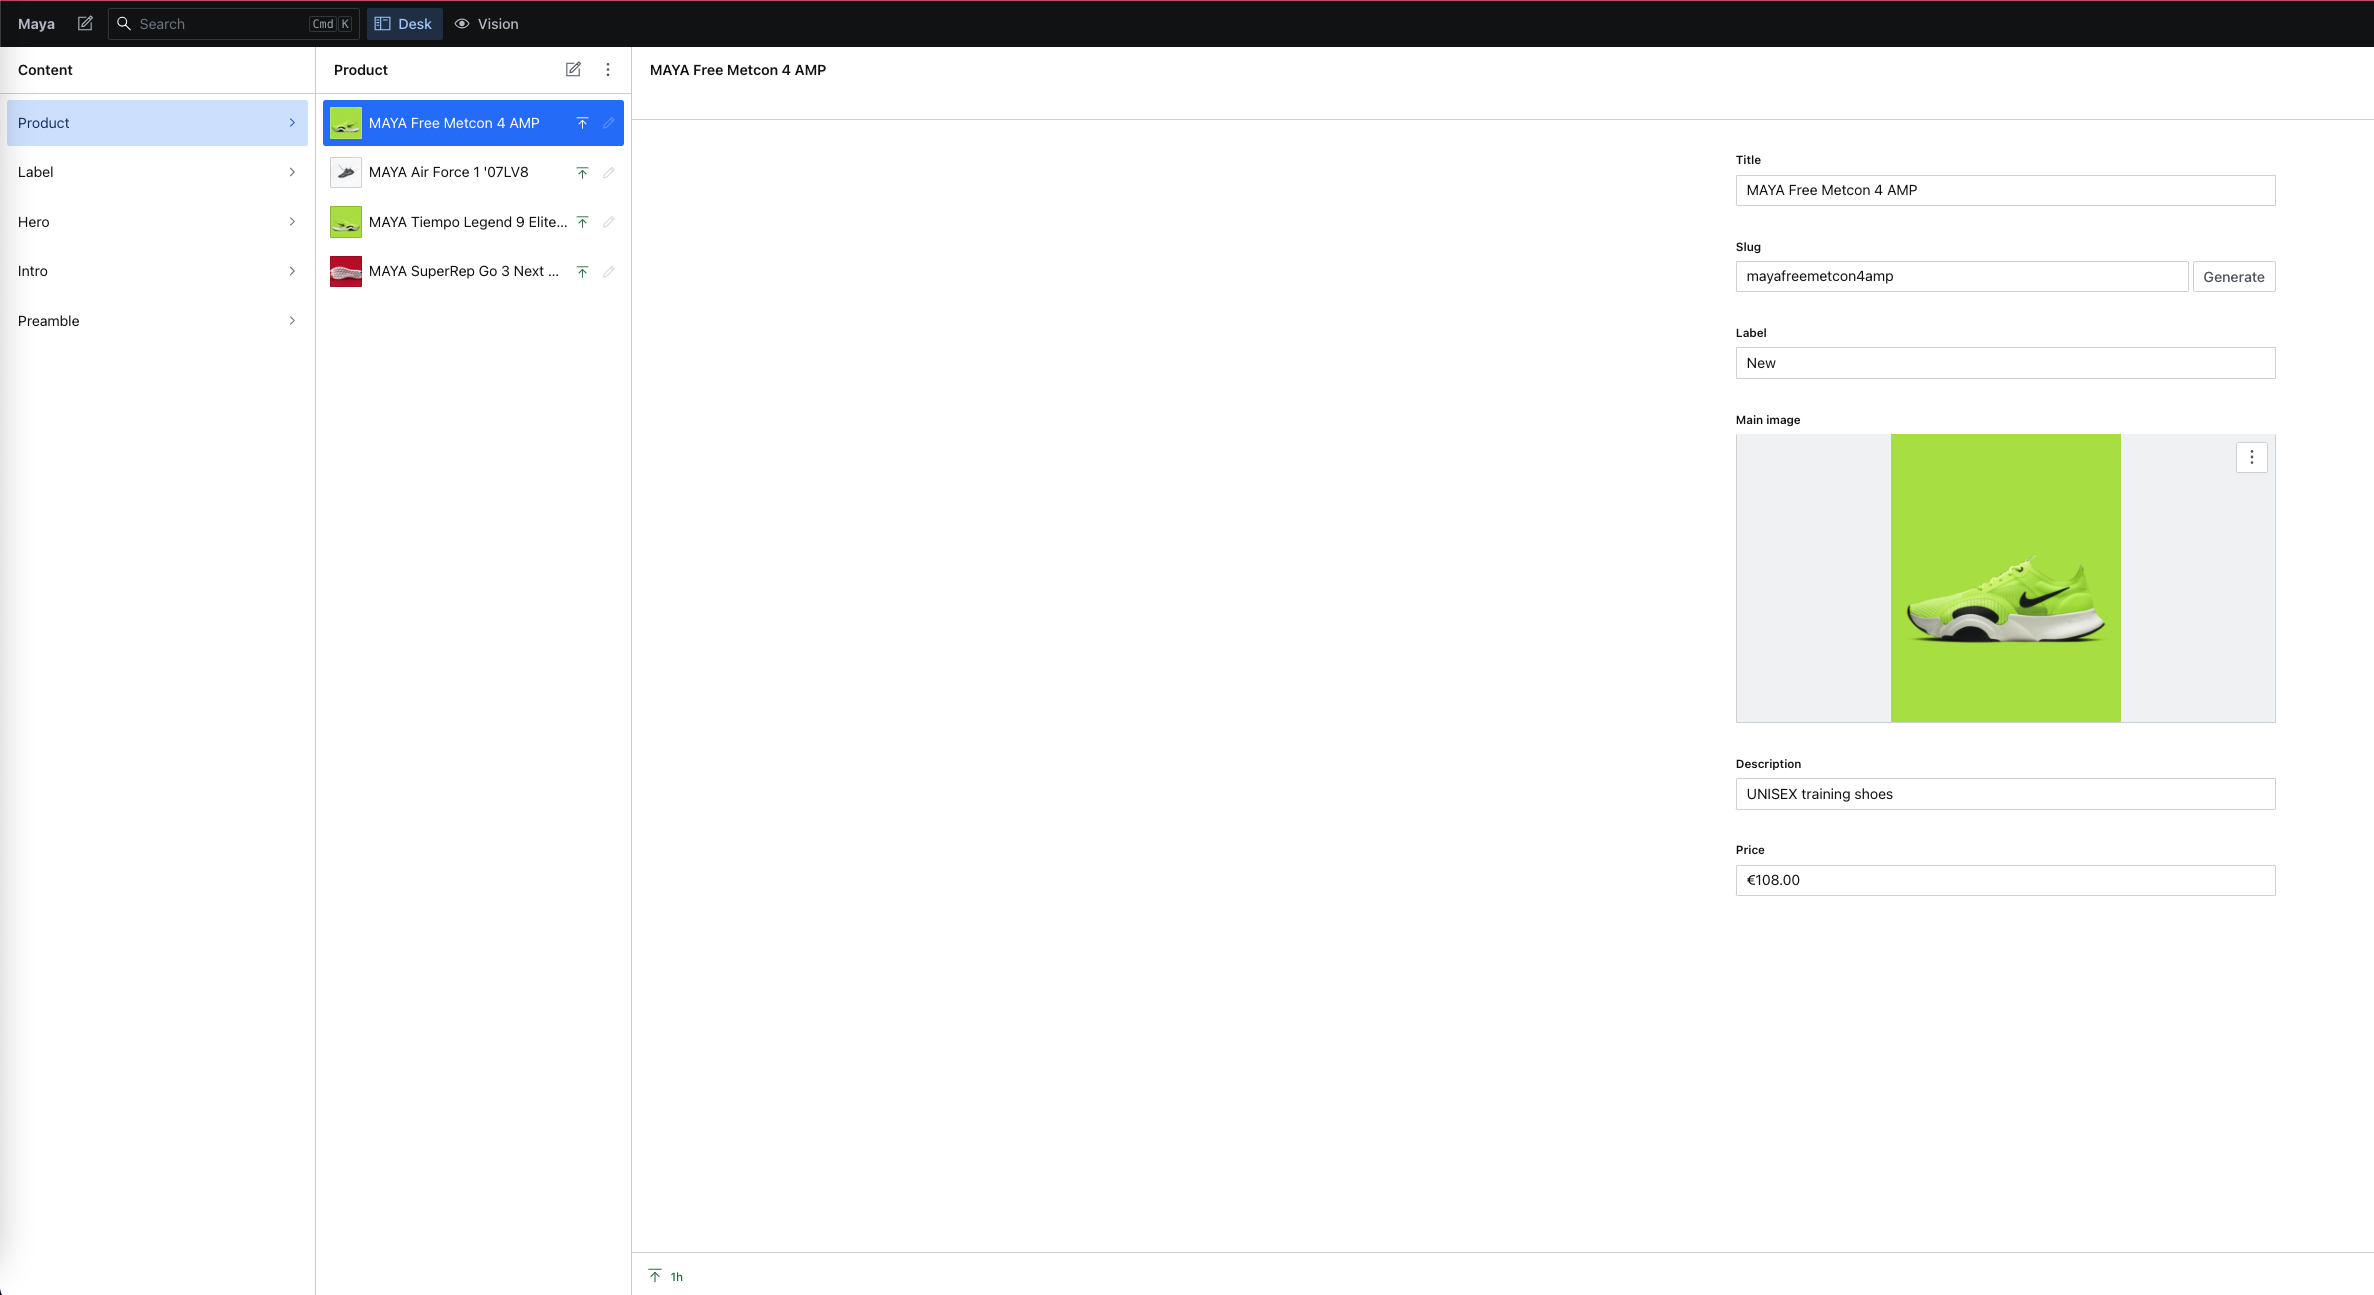 Maya
Search
Cmd K
Desk
Vision
Content
Product
Label
Hero
Intro
Preamble
Product
MAYA Free Metcon 4 AMP
MAYA Air Force 1 '07LV8
MAYA Tiempo Legend 9 Elite...
MAYA SuperRep Go 3 Next ...
MAYA Free Metcon 4 AMP
Title
MAYA Free Metcon 4 AMP
Slug
mayafreemetcon4amp
Generate
Label
New
Main image
Description
UNISEX training shoes
Price
€108.00
1h